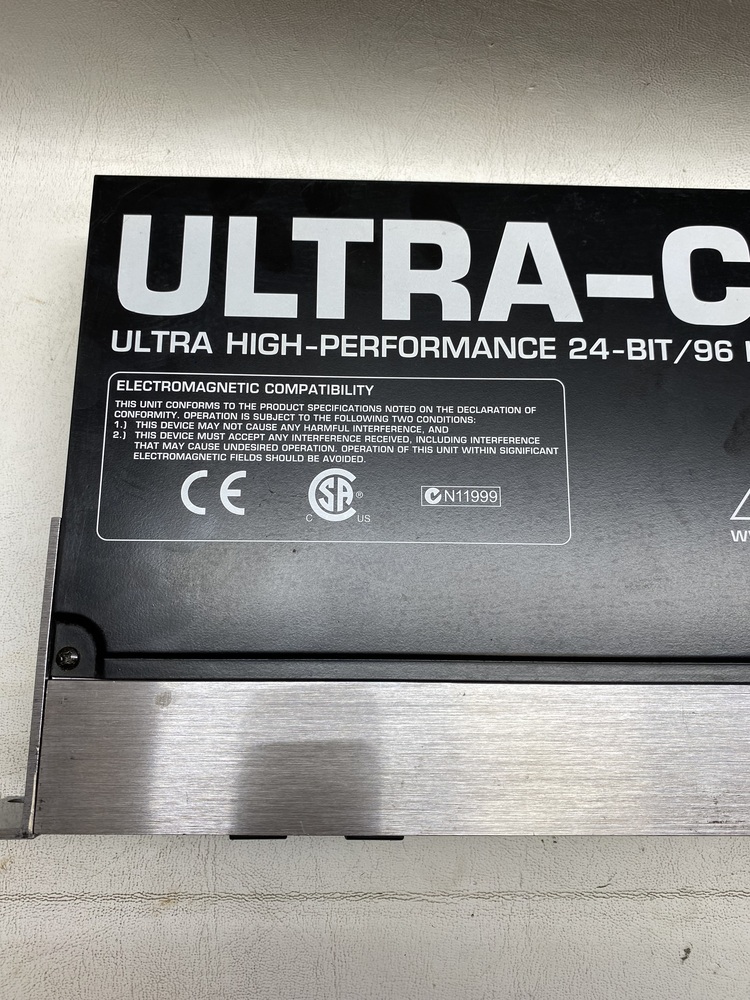 ULTRA-C
ULTRA HIGH-PERFORMANCE 24-BIT/96
ELECTROMAGNETIC COMPATIBILITY
THIS UNIT CONFORMS TO THE PRODUCT SPECIFICATIONS NOTED ON THE DECLARATION OF
CONFORMITY. OPERATION IS SUBJECT TO THE FOLLOWING TWO CONDITIONS:
1.) THIS DEVICE MAY NOT CAUSE ANY HARMFUL INTERFERENCE, AND
2.) THIS DEVICE MUST ACCEPT ANY INTERFERENCE RECEIVED, INCLUDING INTERFERENCE
THAT MAY CAUSE UNDESIRED OPERATION. OPERATION OF THIS UNIT WITHIN SIGNIFICANT
ELECTROMAGNETIC FIELDS SHOULD BE AVOIDED.
CE C SA ® US N11999